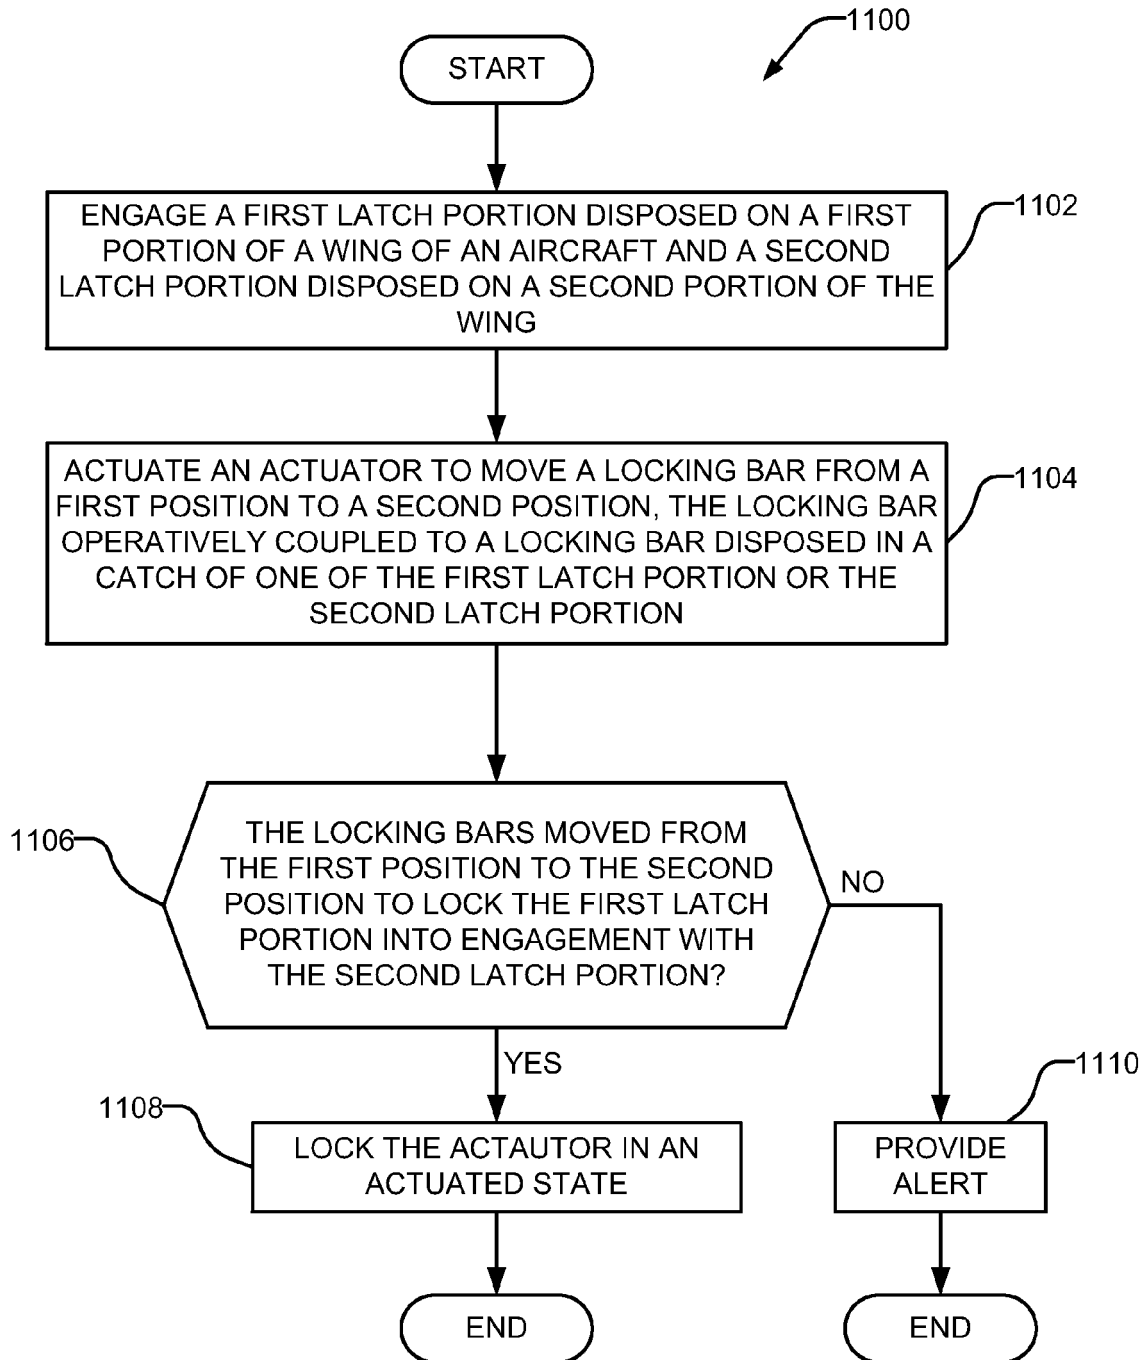 1100
START
ENGAGE A FIRST LATCH PORTION DISPOSED ON A FIRST
PORTION OF A WING OF AN AIRCRAFT AND A SECOND
LATCH PORTION DISPOSED ON A SECOND PORTION OF THE
WING
1102
ACTUATE AN ACTUATOR TO MOVE A LOCKING BAR FROM A
FIRST POSITION TO A SECOND POSITION, THE LOCKING BAR
OPERATIVELY COUPLED TO A LOCKING BAR DISPOSED IN A
CATCH OF ONE OF THE FIRST LATCH PORTION OR THE
SECOND LATCH PORTION
1104
1106
THE LOCKING BARS MOVED FROM
THE FIRST POSITION TO THE SECOND
POSITION TO LOCK THE FIRST LATCH
PORTION INTO ENGAGEMENT WITH
THE SECOND LATCH PORTION?
NO
YES
1108
LOCK THE ACTAUTOR IN AN
ACTUATED STATE
1110
PROVIDE
ALERT
END
END